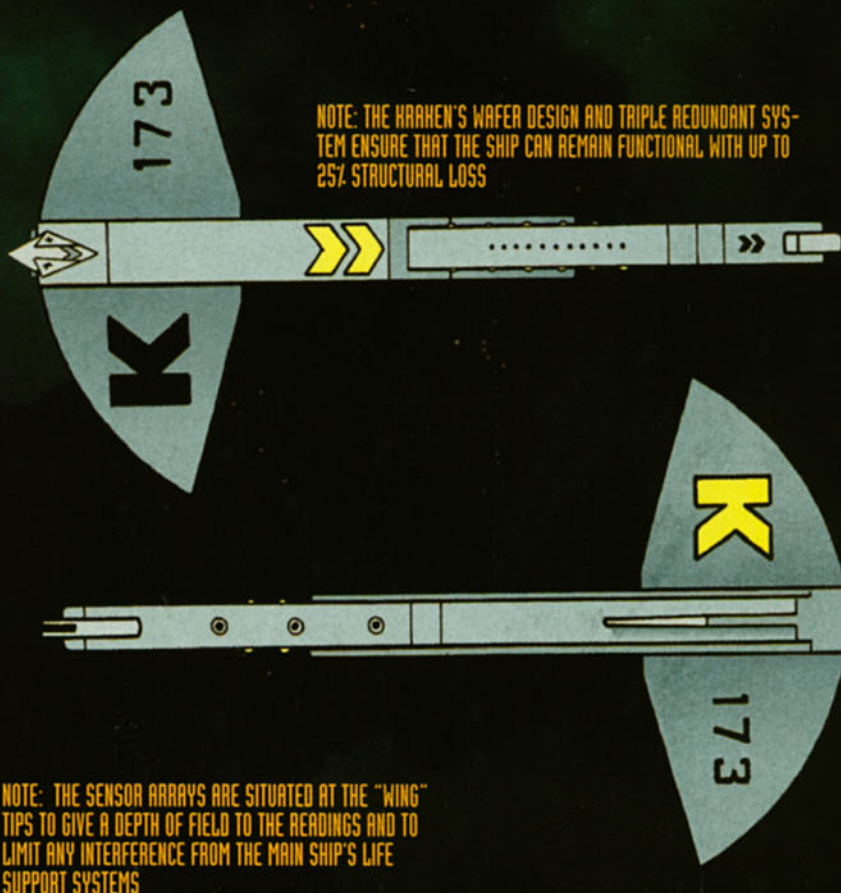 173
NOTE: THE KRAKEN'S WAFER DESIGN AND TRIPLE REDUNDANT SYS-
TEM ENSURE THAT THE SHIP CAN REMAIN FUNCTIONAL WITH UP TO
25% STRUCTURAL LOSS
K
K
173
NOTE: THE SENSOR ARRAYS ARE SITUATED AT THE "WING"
TIPS TO GIVE A DEPTH OF FIELD TO THE READINGS AND TO
LIMIT ANY INTERFERENCE FROM THE MAIN SHIP'S LIFE
SUPPORT SYSTEMS